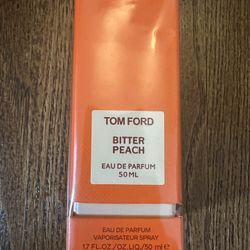 TOM FORD
BITTER
PEACH
EAU DE PARFUM
50 ML
EAU DE PARFUM
VAPORISATEUR SPRAY
1.7 FL.OZ./OZ.LIQ./50 ml ℮